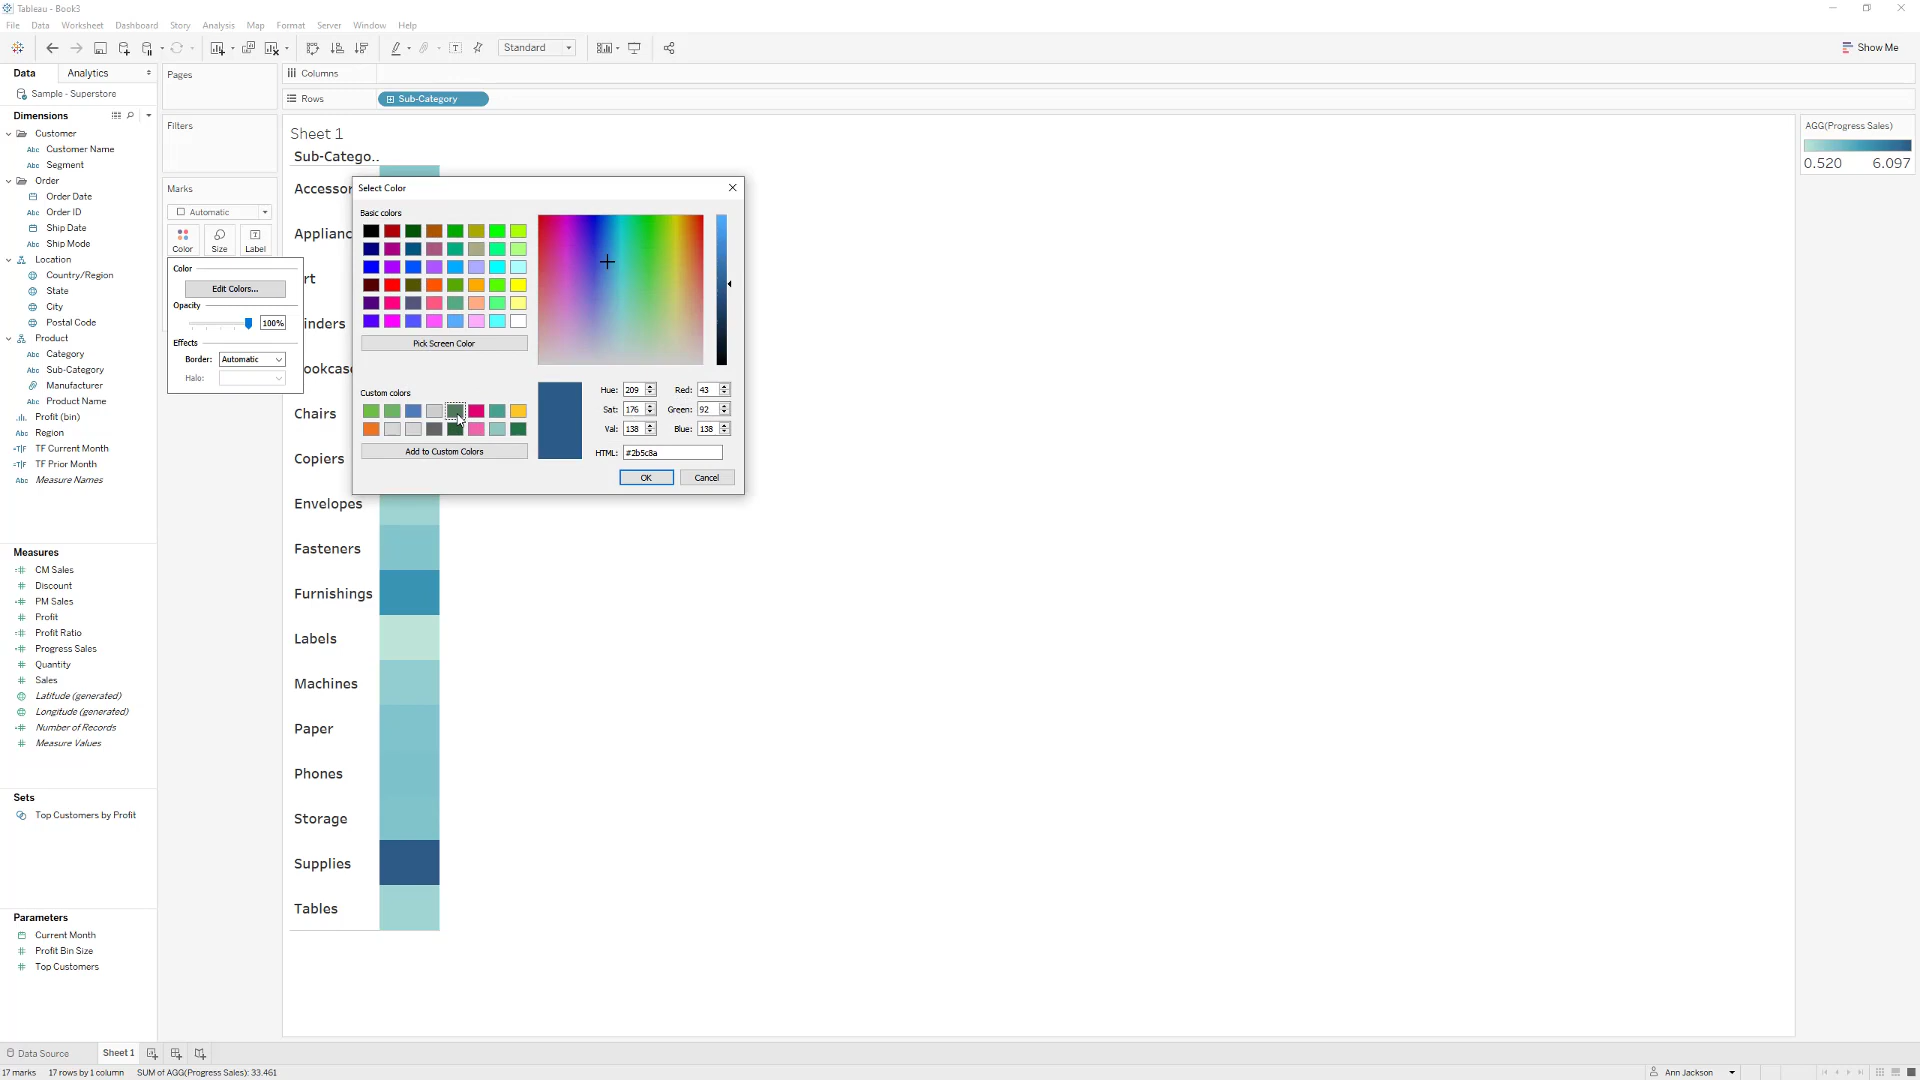 Tableau - Book3
File Data Worksheet Dashboard Story Analysis Map Format Server Window Help
Standard
Show Me
Data Analytics
Sample - Superstore
Dimensions
Customer
Abc Customer Name
Abc Segment
Order
Order Date
Abc Order ID
Ship Date
Abc Ship Mode
Location
Country/Region
State
City
Postal Code
Product
Abc Category
Abc Sub-Category
Manufacturer
Abc Product Name
Profit (bin)
Abc Region
=T|F TF Current Month
=T|F TF Prior Month
Abc Measure Names
Measures
=# CM Sales
# Discount
=# PM Sales
# Profit
=# Profit Ratio
=# Progress Sales
# Quantity
# Sales
Latitude (generated)
Longitude (generated)
=# Number of Records
# Measure Values
Sets
Top Customers by Profit
Parameters
Current Month
# Profit Bin Size
# Top Customers
Pages
Filters
Marks
Automatic
Color Size Label
Color
Edit Colors...
Opacity
100%
Effects
Border: Automatic
Halo:
Columns
Rows Sub-Category
Sheet 1
Sub-Catego..
Accessor
Applianc
rt
inders
ookcase
Chairs
Copiers
Envelopes
Fasteners
Furnishings
Labels
Machines
Paper
Phones
Storage
Supplies
Tables
Select Color
Basic colors
Pick Screen Color
Custom colors
Add to Custom Colors
Hue: 209 Red: 43
Sat: 176 Green: 92
Val: 138 Blue: 138
HTML: #2b5c8a
OK Cancel
AGG(Progress Sales)
0.520 6.097
Data Source Sheet 1
17 marks 17 rows by 1 column SUM of AGG(Progress Sales): 33.461
Ann Jackson